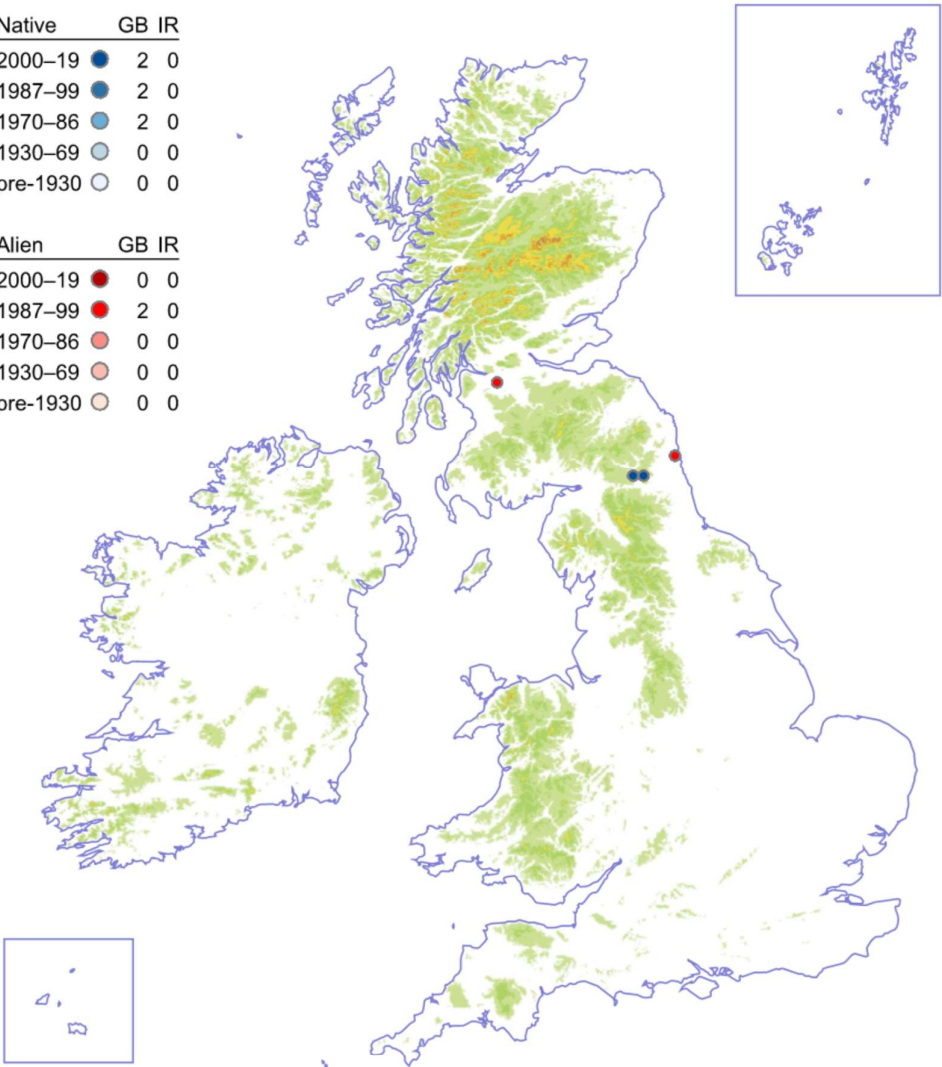 Native GB IR
2000–19 2 0
1987–99 2 0
1970–86 2 0
1930–69 0 0
pre-1930 0 0
Alien GB IR
2000–19 0 0
1987–99 2 0
1970–86 0 0
1930–69 0 0
pre-1930 0 0